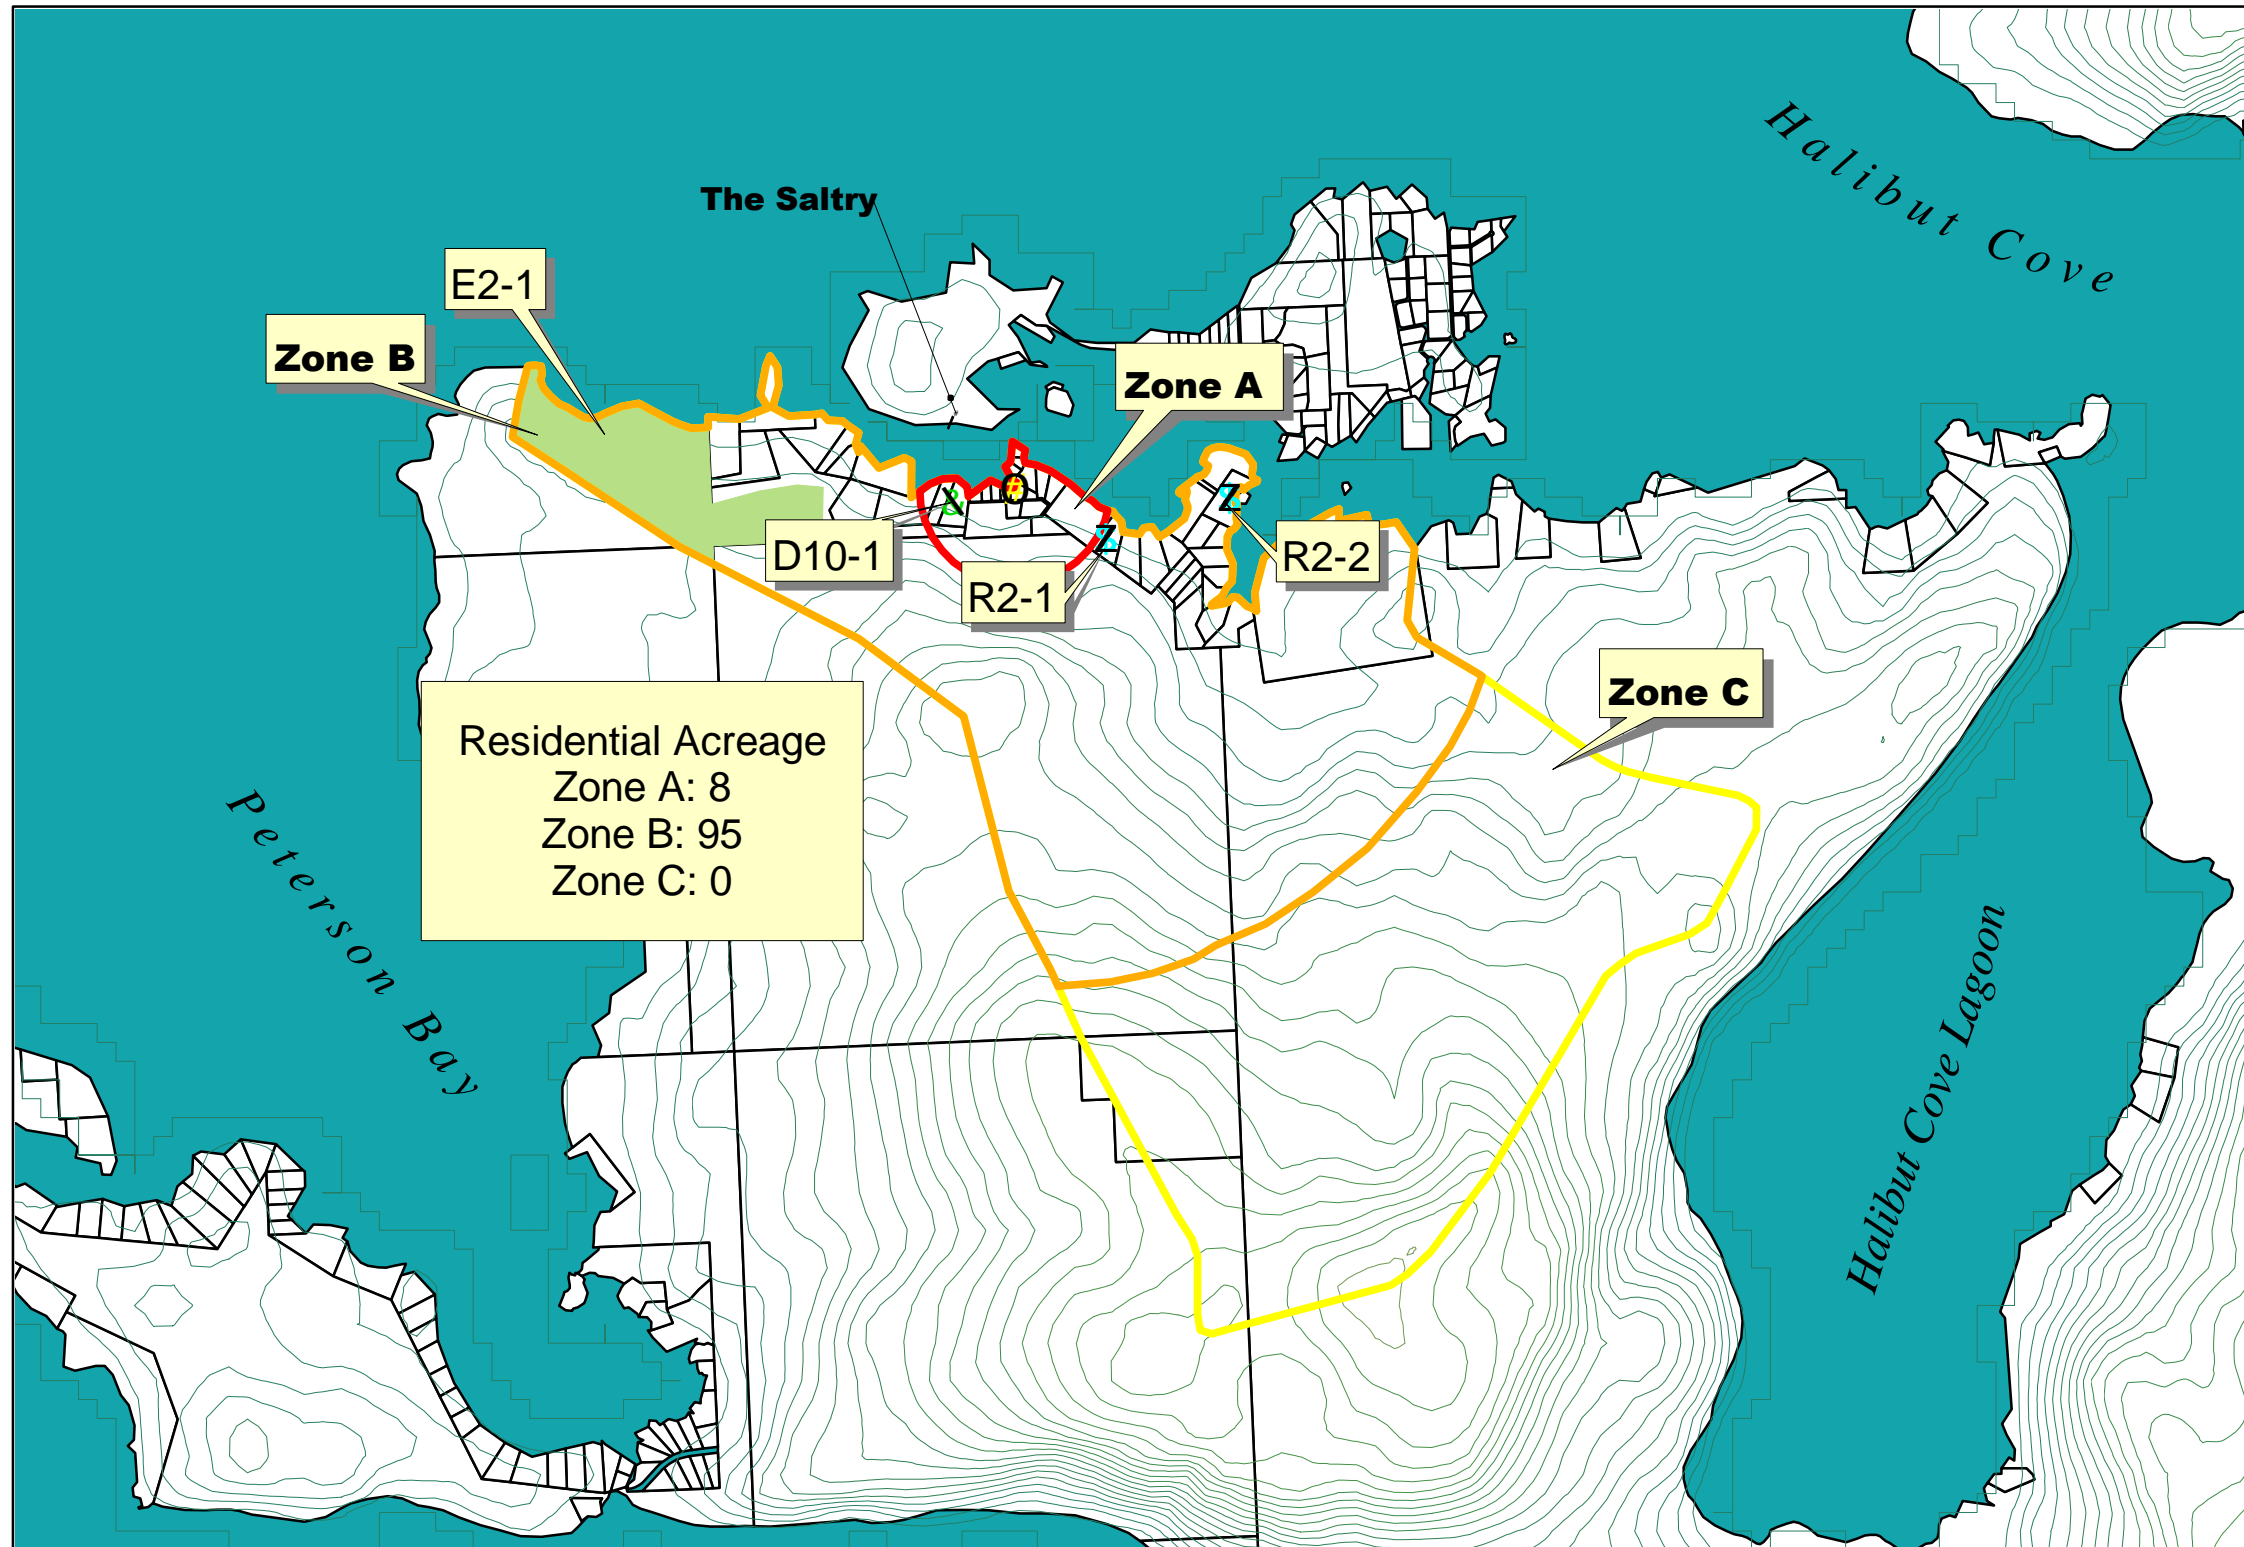 Halibut Cove
The Saltry
E2-1
Zone B
Zone A
D10-1
R2-1
R2-2
Zone C
Residential Acreage
Zone A: 8
Zone B: 95
Zone C: 0
Peterson Bay
Halibut Cove Lagoon